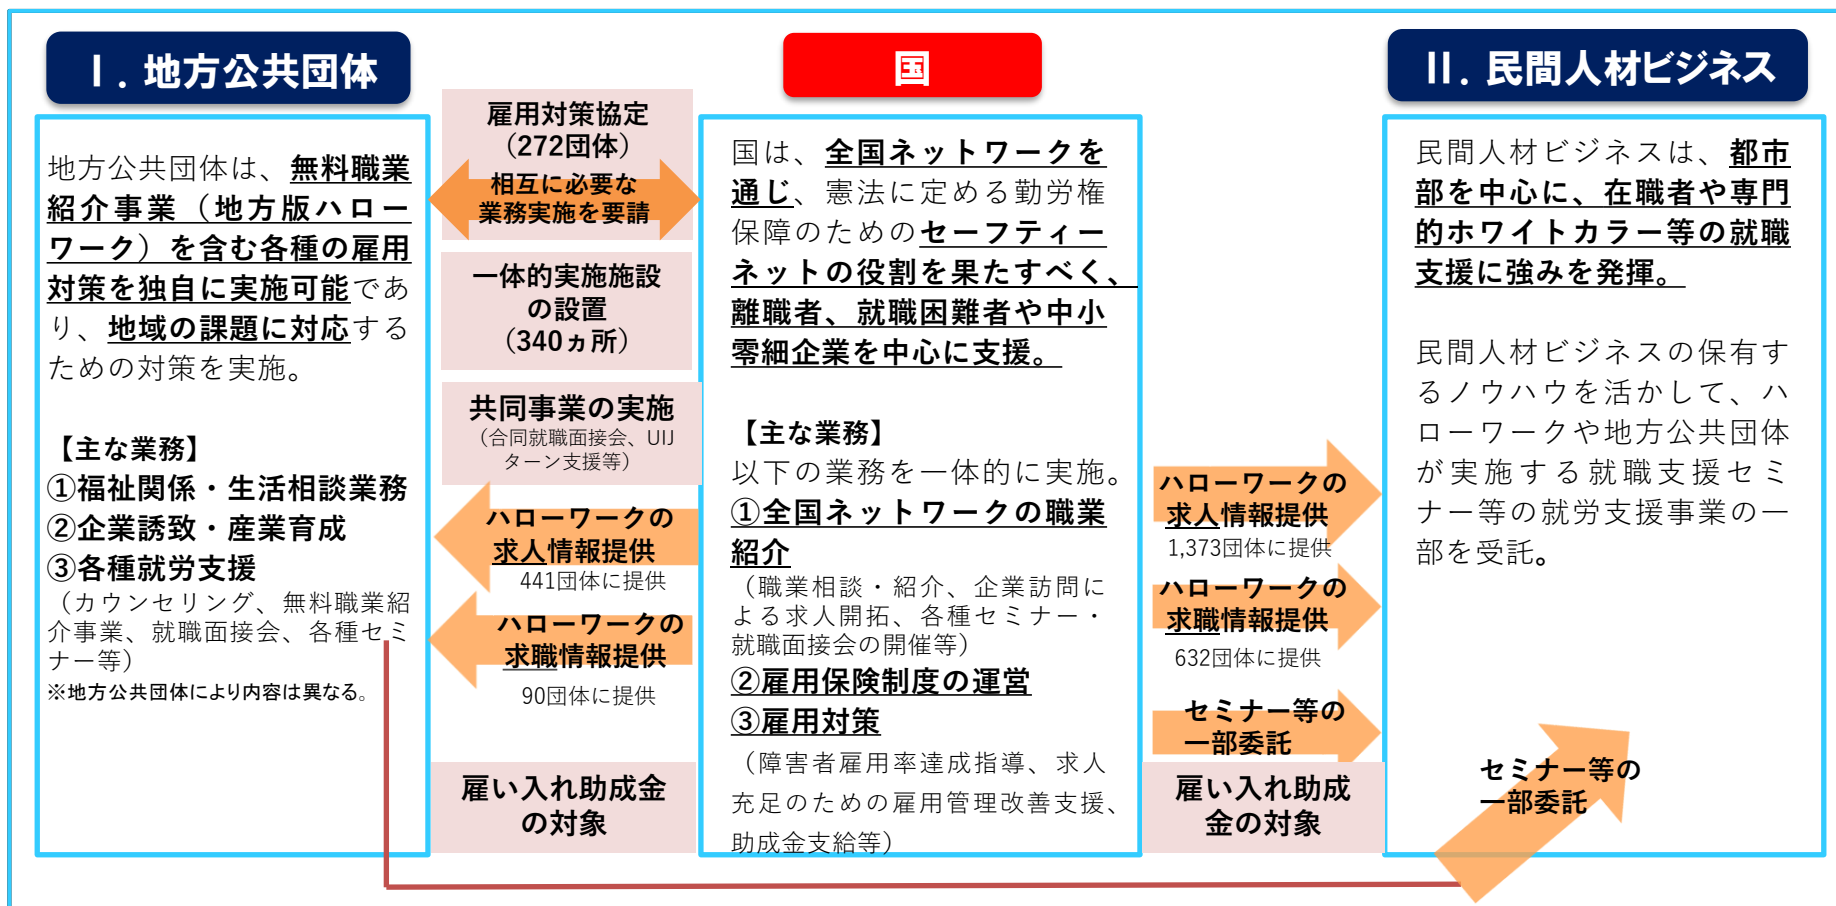 Ⅰ. 地方公共団体
地方公共団体は、無料職業
紹介事業（地方版ハロー
ワーク）を含む各種の雇用
対策を独自に実施可能であ
り、地域の課題に対応する
ための対策を実施。
【主な業務】
①福祉関係・生活相談業務
②企業誘致・産業育成
③各種就労支援
（カウンセリング、無料職業紹
介事業、就職面接会、各種セミ
ナー等）
※地方公共団体により内容は異なる。
雇用対策協定
（272団体）
相互に必要な
業務実施を要請
一体的実施施設
の設置
（340ヵ所）
共同事業の実施
（合同就職面接会、UIJ
ターン支援等）
ハローワークの
求人情報提供
441団体に提供
ハローワークの
求職情報提供
90団体に提供
雇い入れ助成金
の対象
国
国は、全国ネットワークを
通じ、憲法に定める勤労権
保障のためのセーフティー
ネットの役割を果たすべく、
離職者、就職困難者や中小
零細企業を中心に支援。
【主な業務】
以下の業務を一体的に実施。
①全国ネットワークの職業
紹介
（職業相談・紹介、企業訪問に
よる求人開拓、各種セミナー・
就職面接会の開催等）
②雇用保険制度の運営
③雇用対策
（障害者雇用率達成指導、求人
充足のための雇用管理改善支援、
助成金支給等）
ハローワークの
求人情報提供
1,373団体に提供
ハローワークの
求職情報提供
632団体に提供
セミナー等の
一部委託
雇い入れ助成
金の対象
Ⅱ. 民間人材ビジネス
民間人材ビジネスは、都市
部を中心に、在職者や専門
的ホワイトカラー等の就職
支援に強みを発揮。
民間人材ビジネスの保有す
るノウハウを活かして、ハ
ローワークや地方公共団体
が実施する就職支援セミ
ナー等の就労支援事業の一
部を受託。
セミナー等の
一部委託